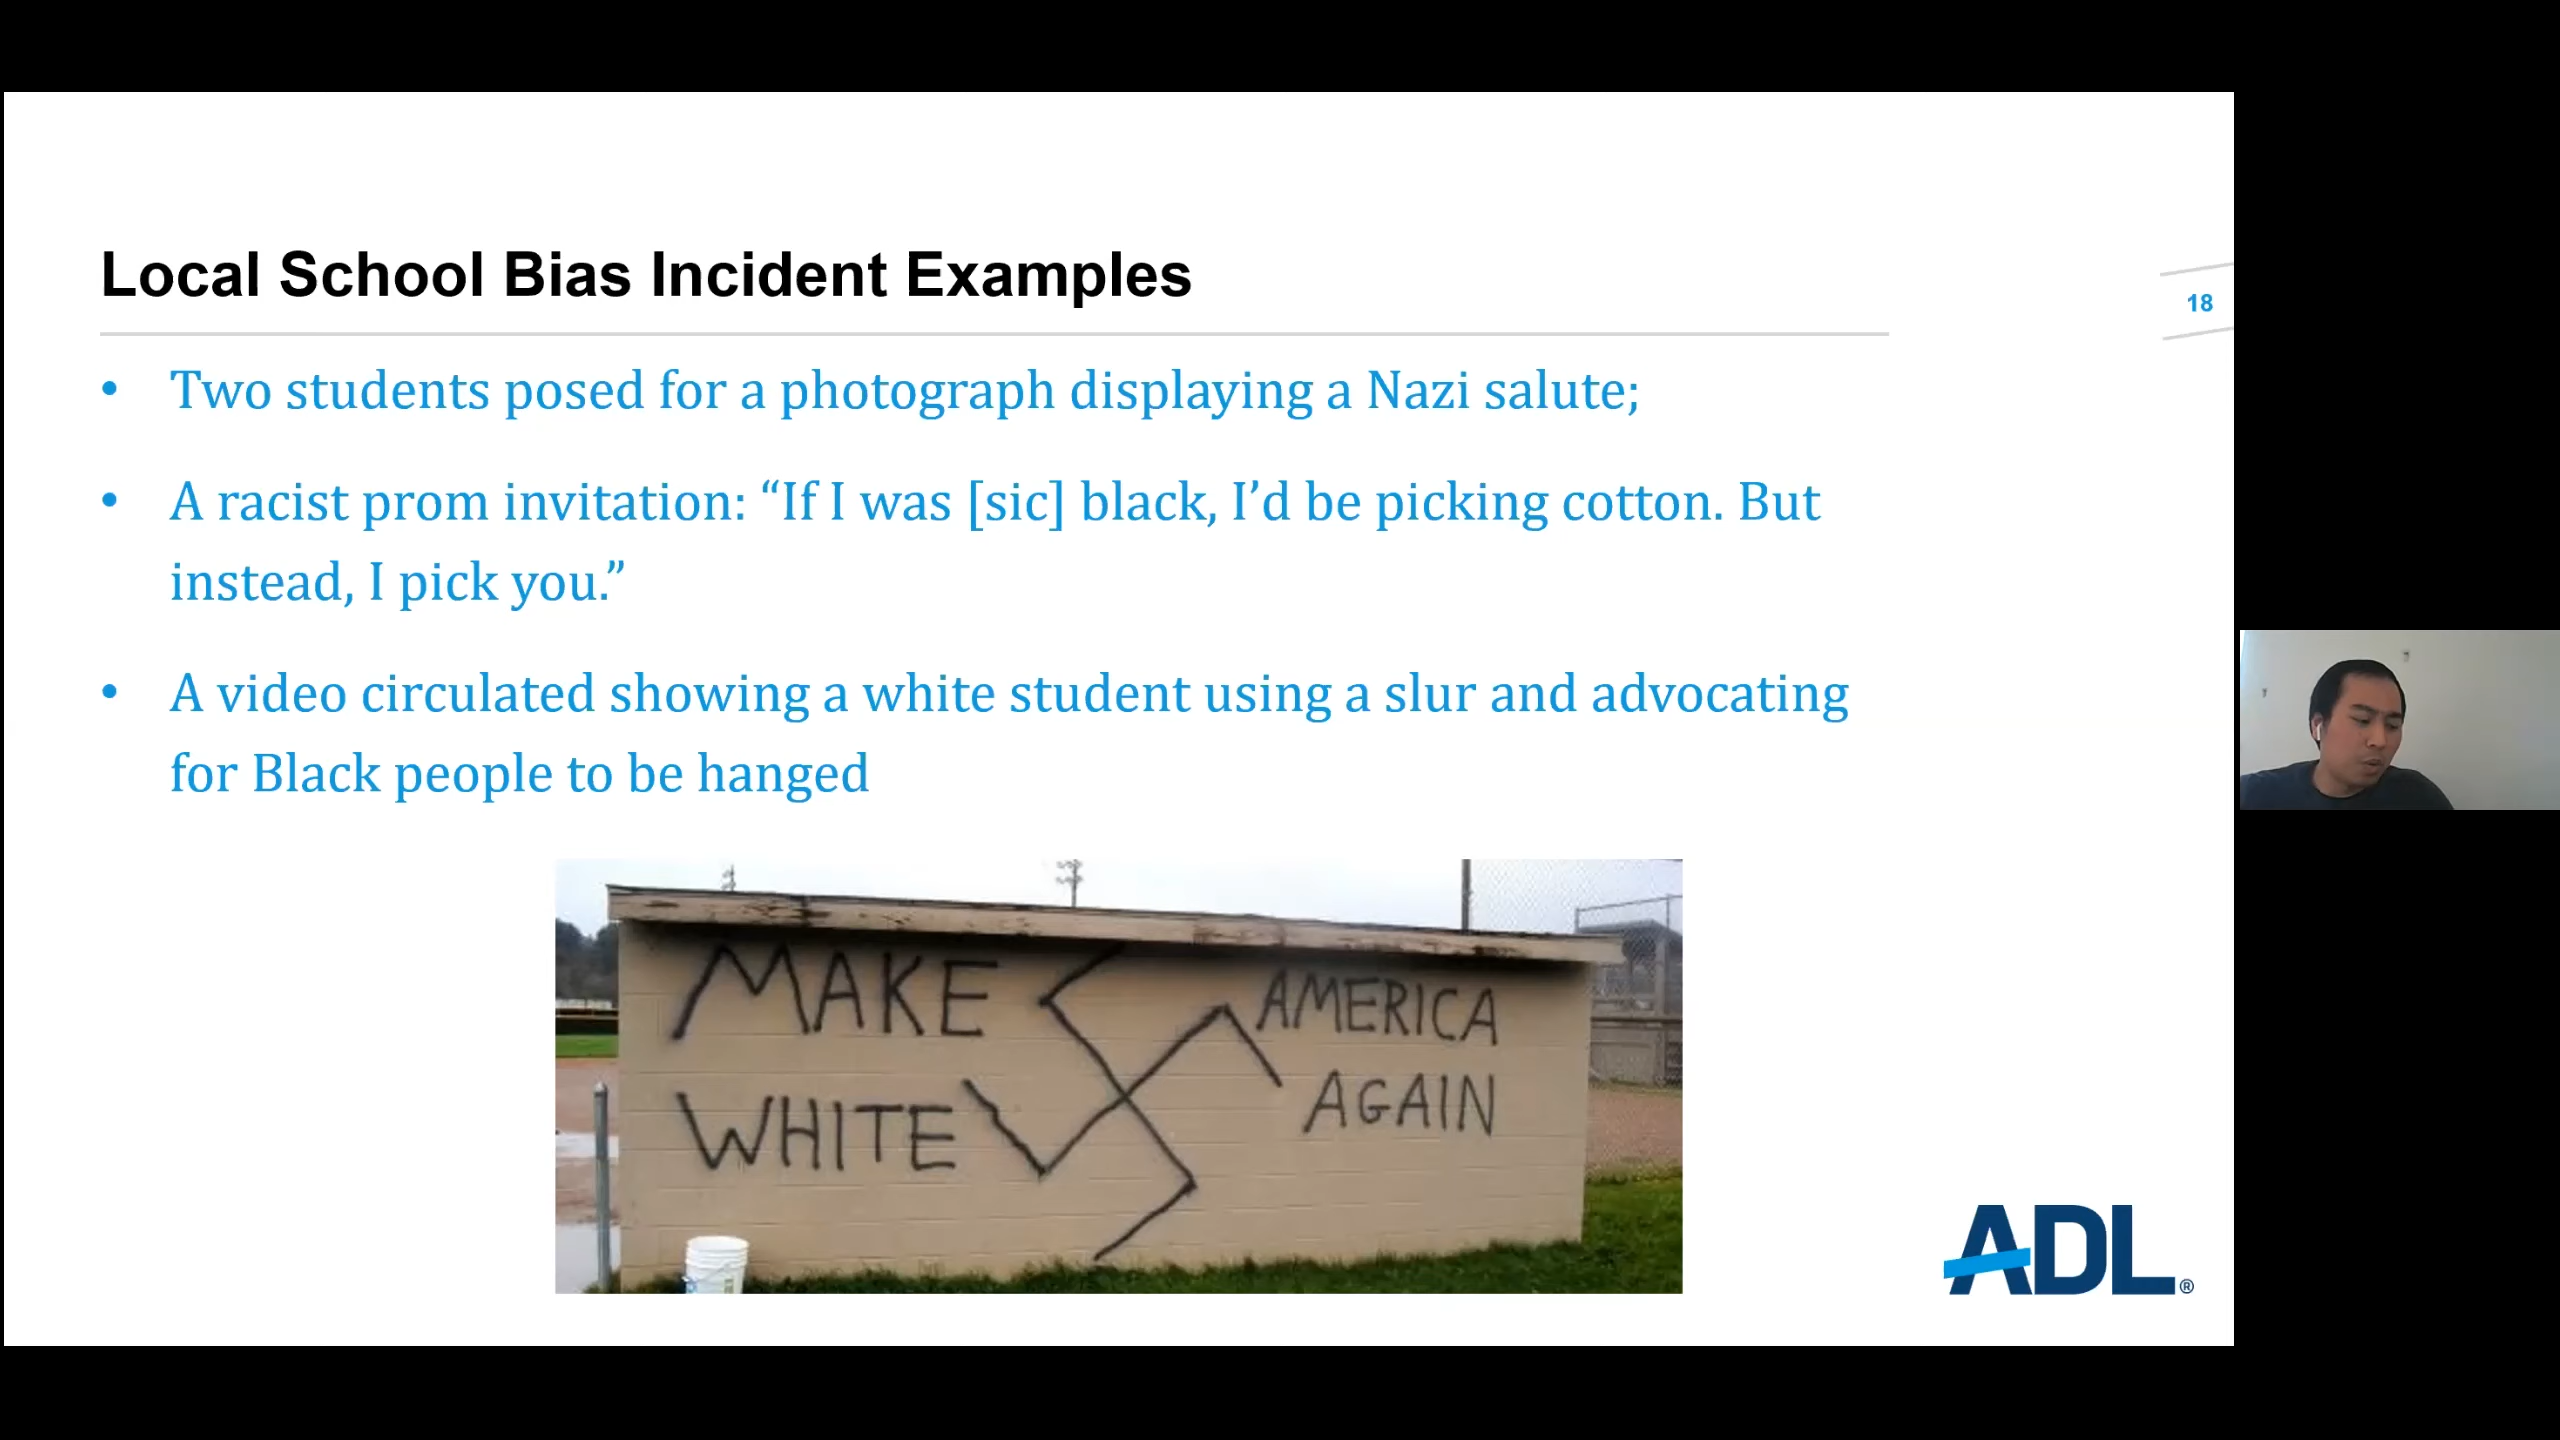 Local School Bias Incident Examples
18
• Two students posed for a photograph displaying a Nazi salute;
• A racist prom invitation: “If I was [sic] black, I’d be picking cotton. But
instead, I pick you.”
• A video circulated showing a white student using a slur and advocating
for Black people to be hanged
MAKE AMERICA
WHITE AGAIN
ADL®